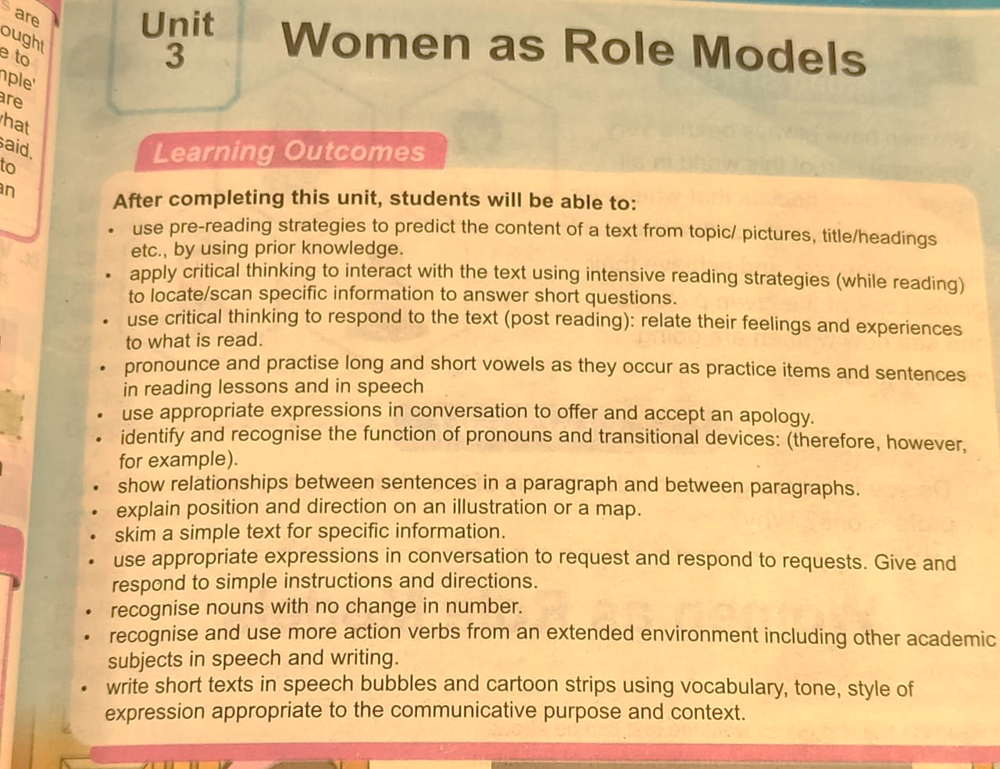 are
ought
e to
are
said.
to
Unit
3
Women as Role Models
Learning Outcomes
After completing this unit, students will be able to:
• use pre-reading strategies to predict the content of a text from topic/ pictures, title/headings
etc., by using prior knowledge.
• apply critical thinking to interact with the text using intensive reading strategies (while reading)
to locate/scan specific information to answer short questions.
• use critical thinking to respond to the text (post reading): relate their feelings and experiences
to what is read.
• pronounce and practise long and short vowels as they occur as practice items and sentences
in reading lessons and in speech
• use appropriate expressions in conversation to offer and accept an apology.
• identify and recognise the function of pronouns and transitional devices: (therefore, however,
for example).
• show relationships between sentences in a paragraph and between paragraphs.
• explain position and direction on an illustration or a map.
• skim a simple text for specific information.
• use appropriate expressions in conversation to request and respond to requests. Give and
respond to simple instructions and directions.
• recognise nouns with no change in number.
• recognise and use more action verbs from an extended environment including other academic
subjects in speech and writing.
• write short texts in speech bubbles and cartoon strips using vocabulary, tone, style of
expression appropriate to the communicative purpose and context.